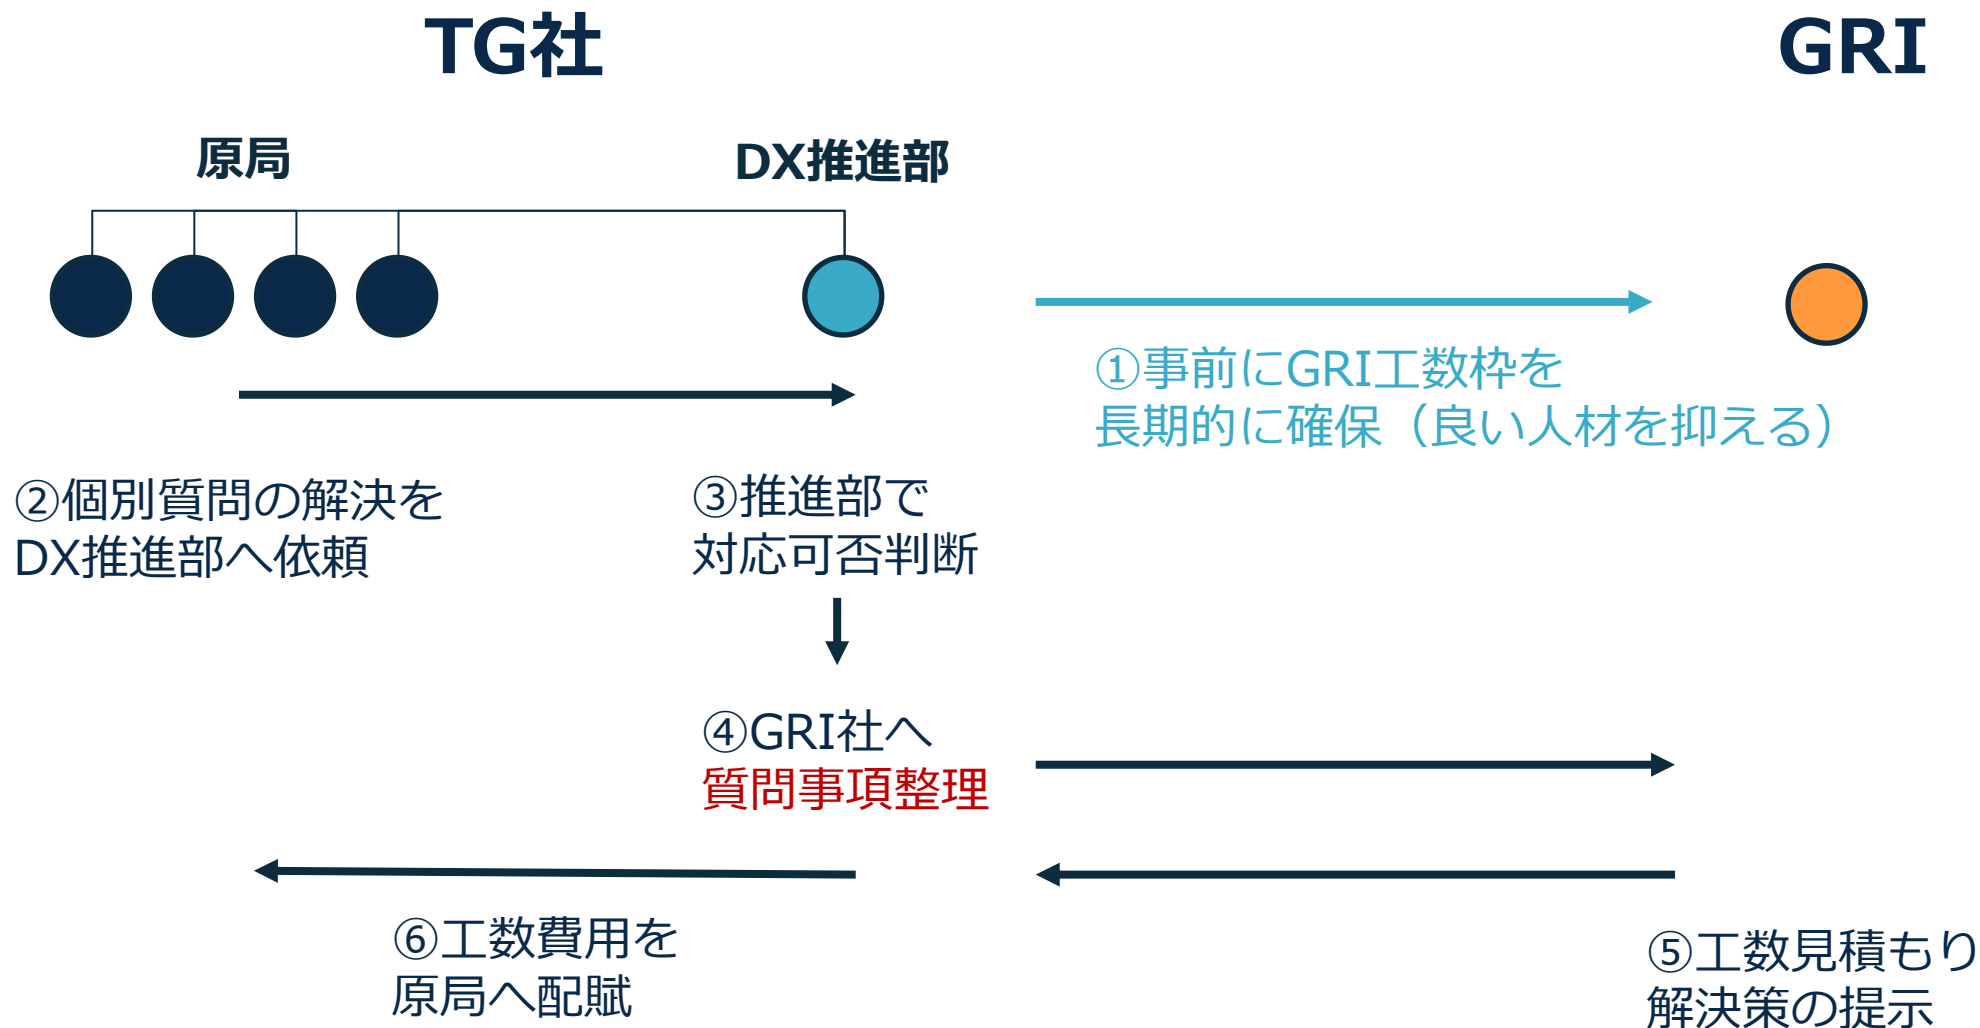 TG社
GRI
原局
DX推進部
①事前にGRI工数枠を
長期的に確保（良い人材を抑える）
②個別質問の解決を
DX推進部へ依頼
③推進部で
対応可否判断
④GRI社へ
質問事項整理
⑤工数見積もり
解決策の提示
⑥工数費用を
原局へ配賦